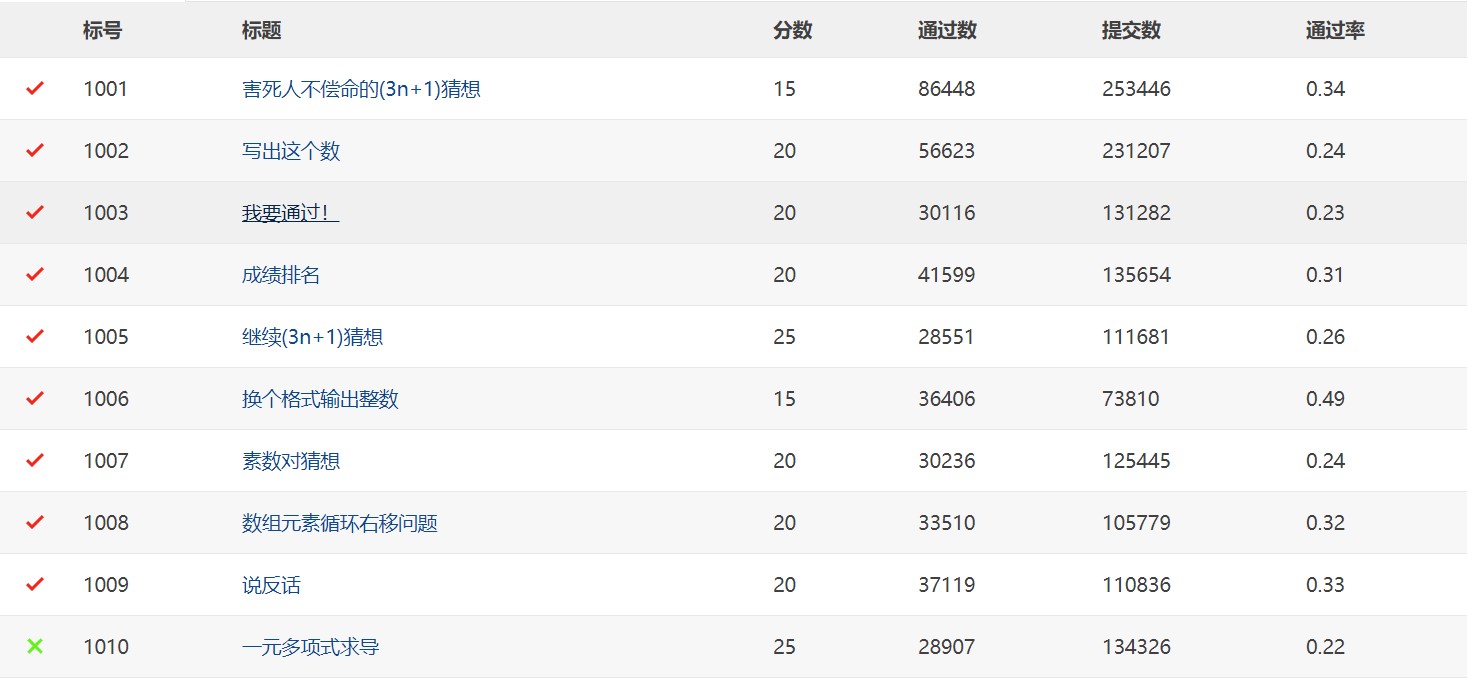 标号 标题 分数 通过数 提交数 通过率
1001 害死人不偿命的(3n+1)猜想 15 86448 253446 0.34
1002 写出这个数 20 56623 231207 0.24
1003 我要通过！ 20 30116 131282 0.23
1004 成绩排名 20 41599 135654 0.31
1005 继续(3n+1)猜想 25 28551 111681 0.26
1006 换个格式输出整数 15 36406 73810 0.49
1007 素数对猜想 20 30236 125445 0.24
1008 数组元素循环右移问题 20 33510 105779 0.32
1009 说反话 20 37119 110836 0.33
1010 一元多项式求导 25 28907 134326 0.22